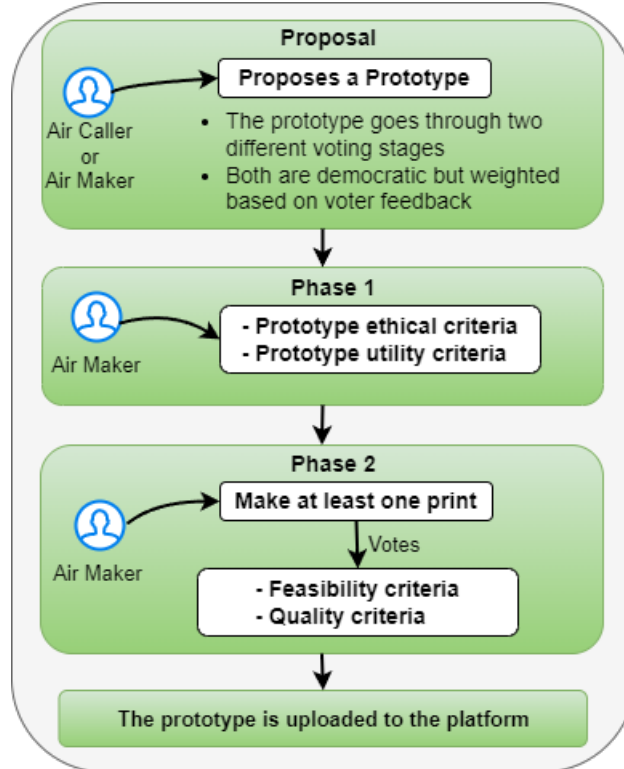 Proposal
Proposes a Prototype
Air Caller
or
Air Maker
• The prototype goes through two
different voting stages
• Both are democratic but weighted
based on voter feedback
Phase 1
Air Maker
- Prototype ethical criteria
- Prototype utility criteria
Phase 2
Make at least one print
Air Maker
Votes
- Feasibility criteria
- Quality criteria
The prototype is uploaded to the platform